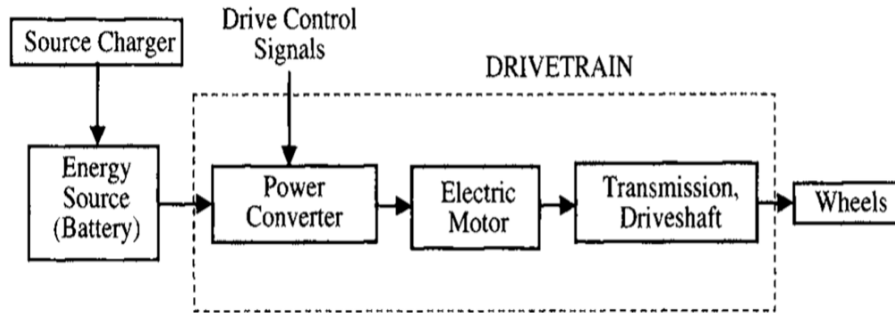 Source Charger
Drive Control
Signals
DRIVETRAIN
Energy
Source
(Battery)
Power
Converter
Electric
Motor
Transmission,
Driveshaft
Wheels